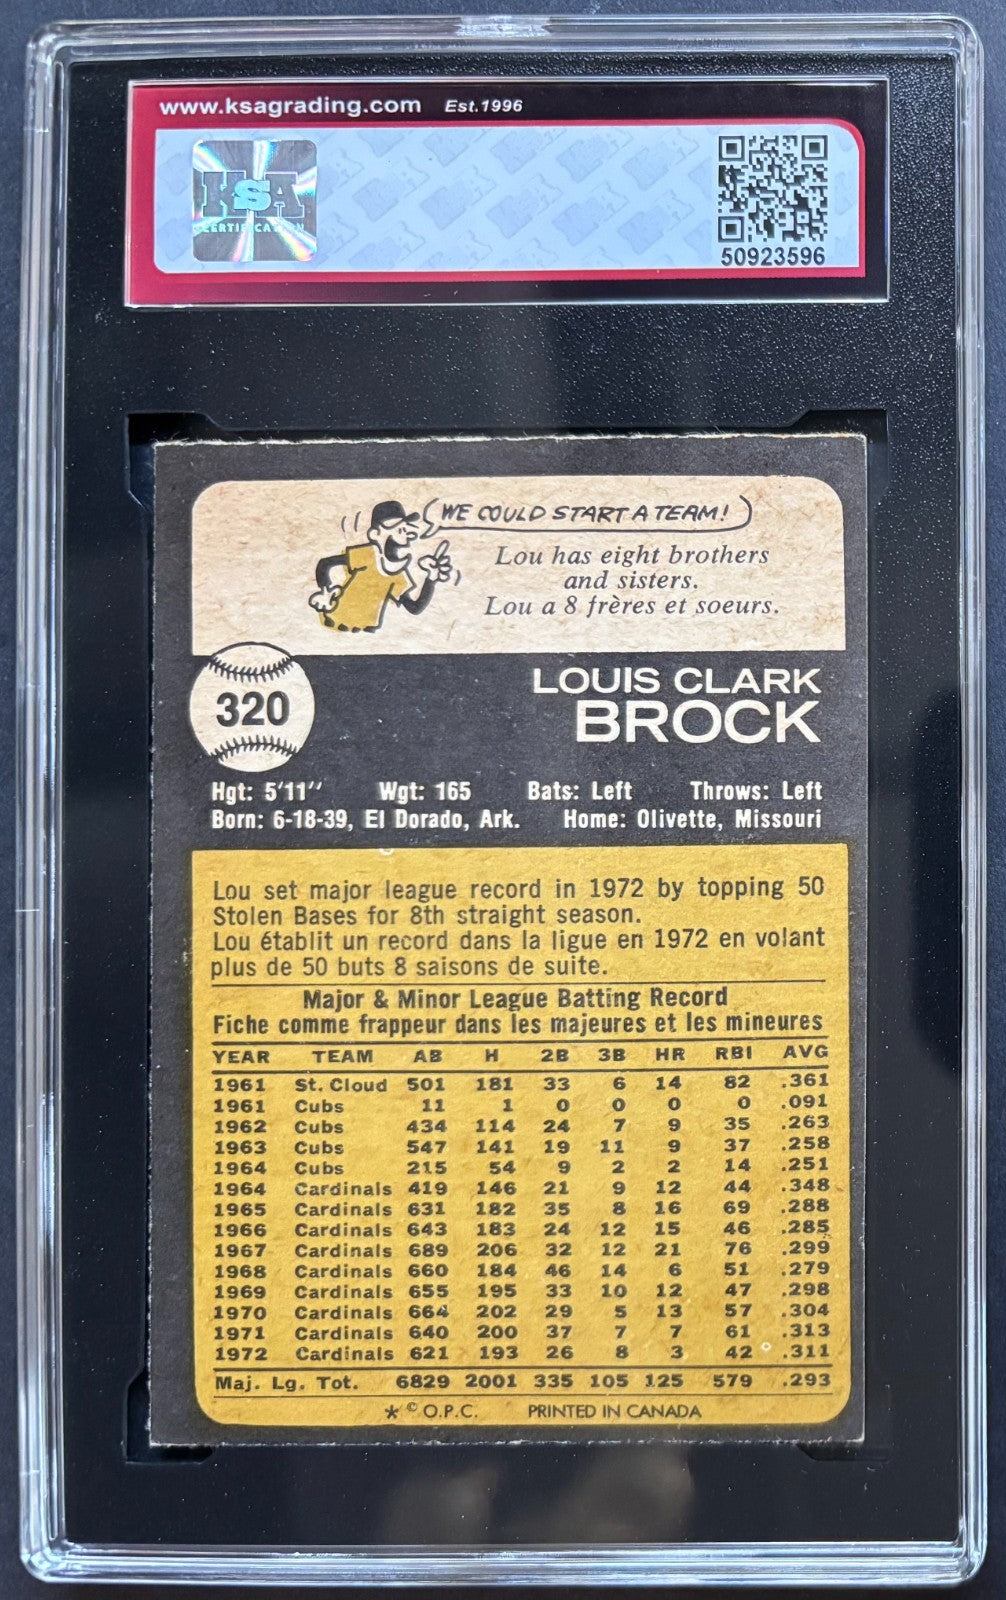 www.ksagrading.com Est.1996
KSA
CERTIFICATION
50923596
WE COULD START A TEAM!
Lou has eight brothers
and sisters.
Lou a 8 frères et soeurs.
320
LOUIS CLARK
BROCK
Hgt: 5'11'' Wgt: 165 Bats: Left Throws: Left
Born: 6-18-39, El Dorado, Ark. Home: Olivette, Missouri
Lou set major league record in 1972 by topping 50
Stolen Bases for 8th straight season.
Lou établit un record dans la ligue en 1972 en volant
plus de 50 buts 8 saisons de suite.
Major & Minor League Batting Record
Fiche comme frappeur dans les majeures et les mineures
YEAR TEAM AB H 2B 3B HR RBI AVG
1961 St. Cloud 501 181 33 6 14 82 .361
1961 Cubs 11 1 0 0 0 0 .091
1962 Cubs 434 114 24 7 9 35 .263
1963 Cubs 547 141 19 11 9 37 .258
1964 Cubs 215 54 9 2 2 14 .251
1964 Cardinals 419 146 21 9 12 44 .348
1965 Cardinals 631 182 35 8 16 69 .288
1966 Cardinals 643 183 24 12 15 46 .285
1967 Cardinals 689 206 32 12 21 76 .299
1968 Cardinals 660 184 46 14 6 51 .279
1969 Cardinals 655 195 33 10 12 47 .298
1970 Cardinals 664 202 29 5 13 57 .304
1971 Cardinals 640 200 37 7 7 61 .313
1972 Cardinals 621 193 26 8 3 42 .311
Maj. Lg. Tot. 6829 2001 335 105 125 579 .293
* © O.P.C. PRINTED IN CANADA